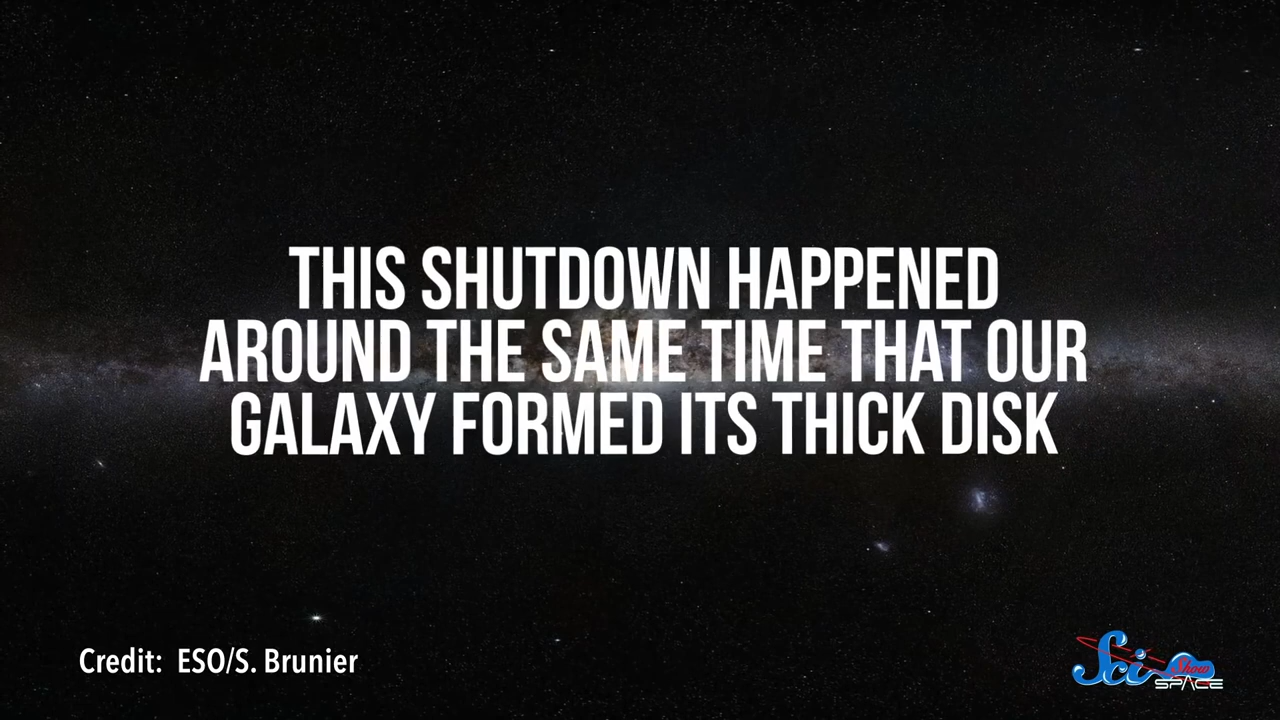 THIS SHUTDOWN HAPPENED
AROUND THE SAME TIME THAT OUR
GALAXY FORMED ITS THICK DISK
Credit: ESO/S. Brunier
Sci Show
SPACE